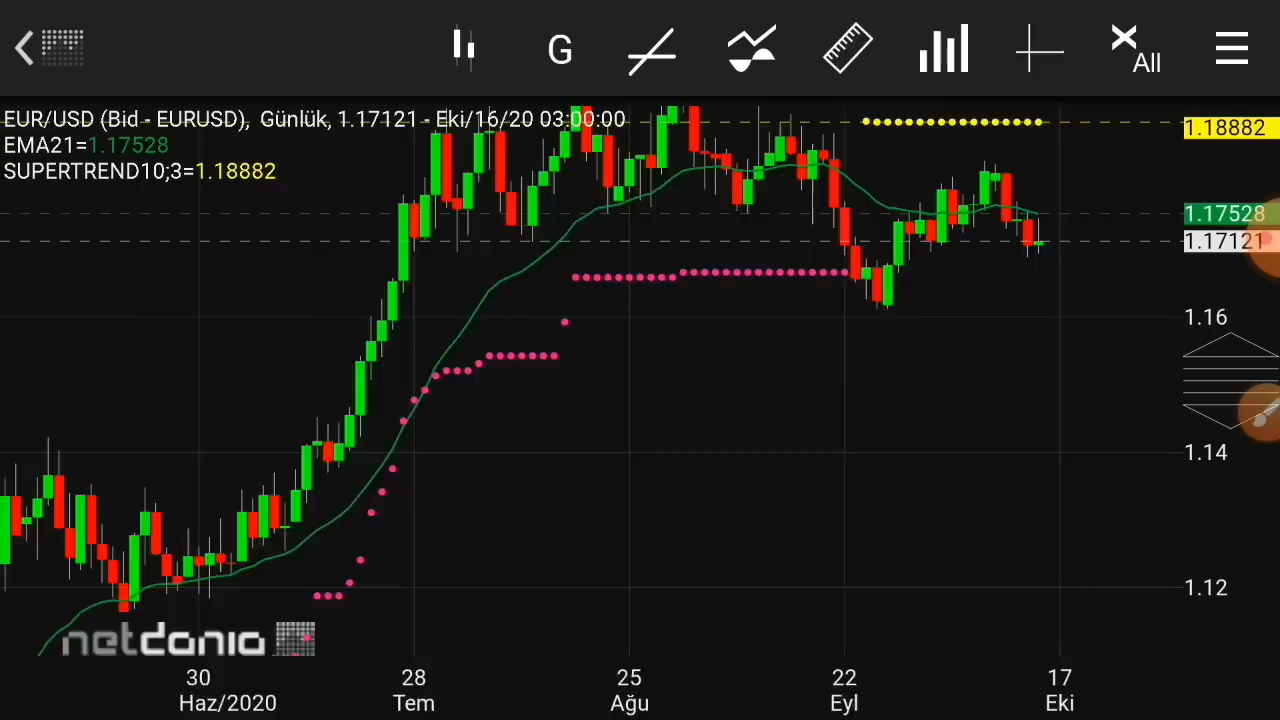 G
All
EUR/USD (Bid - EURUSD), Günlük, 1.17121 - Eki/16/20 03:00:00
EMA21=1.17528
SUPERTREND10;3=1.18882
1.18882
1.17528
1.17121
1.16
1.14
1.12
netdania
30 28 25 22 17
Haz/2020 Tem Ağu Eyl Eki